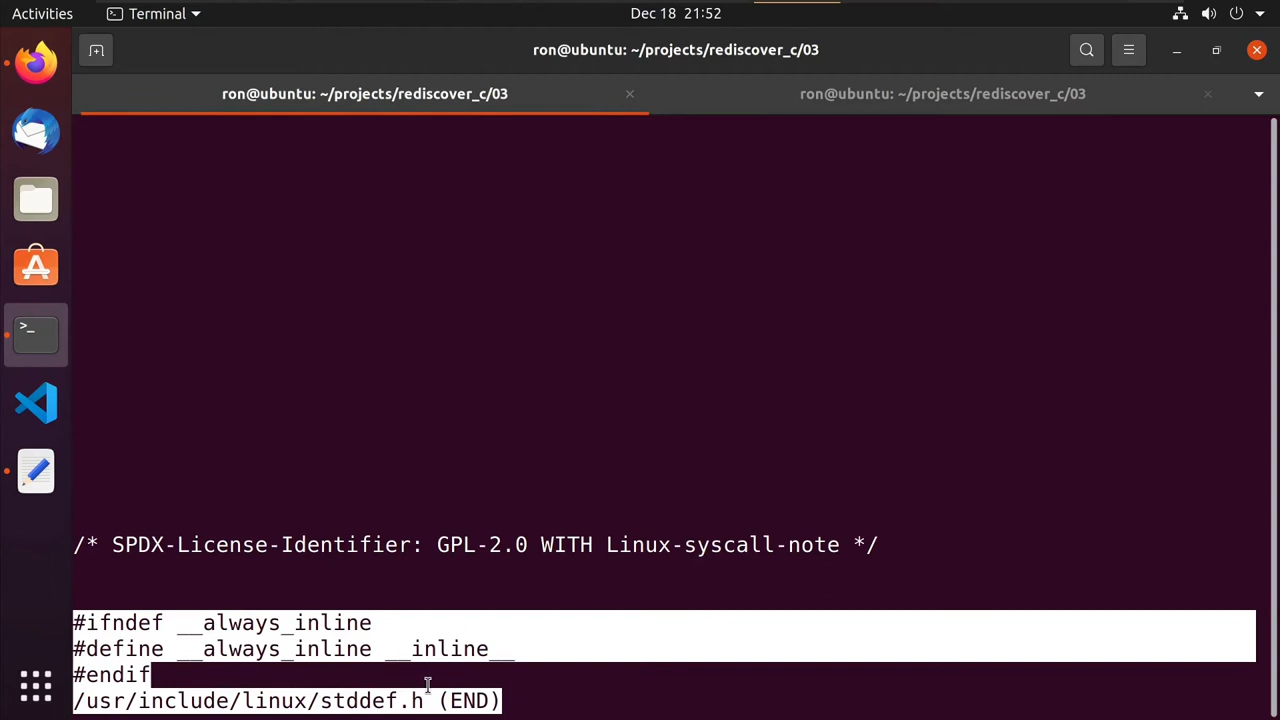 Activities
Terminal
Dec 18 21:52
ron@ubuntu: ~/projects/rediscover_c/03
ron@ubuntu: ~/projects/rediscover_c/03
ron@ubuntu: ~/projects/rediscover_c/03
/* SPDX-License-Identifier: GPL-2.0 WITH Linux-syscall-note */
#ifndef __always_inline
#define __always_inline __inline__
#endif
/usr/include/linux/stddef.h (END)